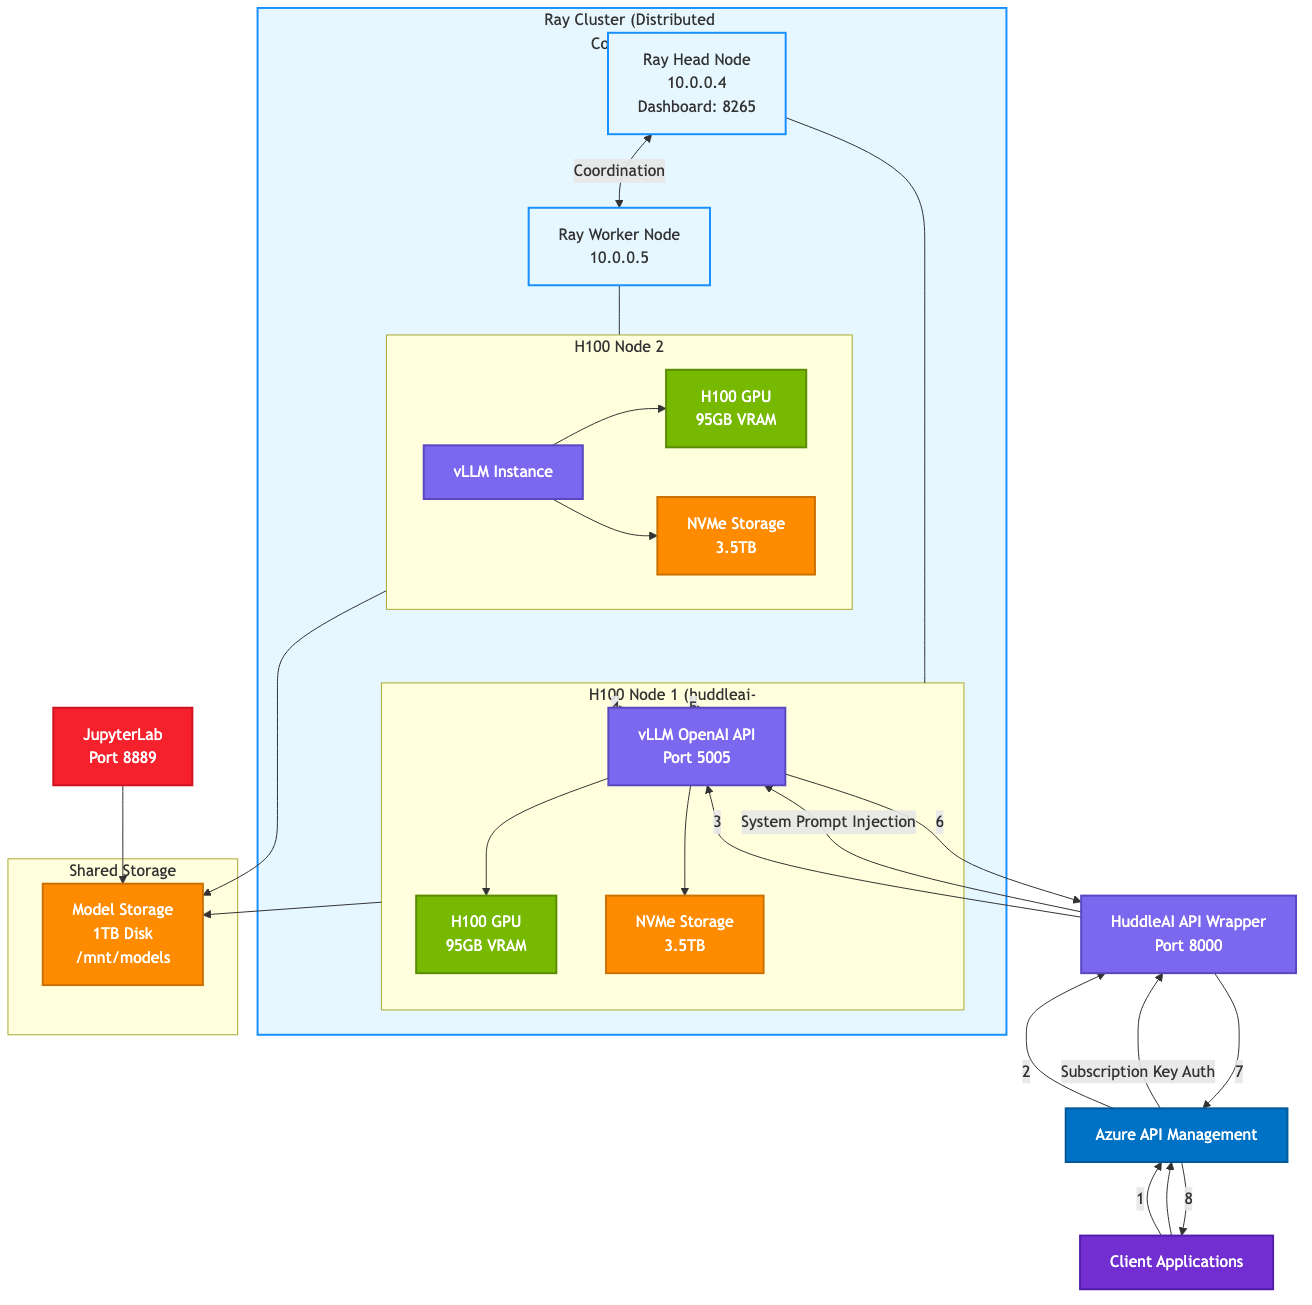 Ray Cluster (Distributed
Co
Ray Head Node
10.0.0.4
Dashboard: 8265
Coordination
Ray Worker Node
10.0.0.5
H100 Node 2
H100 GPU
95GB VRAM
vLLM Instance
NVMe Storage
3.5TB
H100 Node 1 (huddleai-
4
5
vLLM OpenAI API
Port 5005
JupyterLab
Port 8889
3
System Prompt Injection
6
Shared Storage
Model Storage
1TB Disk
/mnt/models
H100 GPU
95GB VRAM
NVMe Storage
3.5TB
HuddleAI API Wrapper
Port 8000
2
Subscription Key Auth
7
Azure API Management
1
8
Client Applications